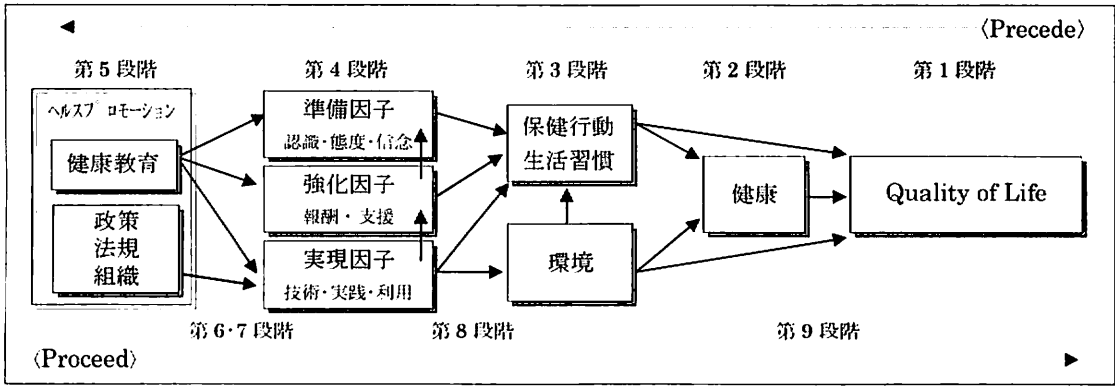 〈Precede〉
第5段階
第4段階
第3段階
第2段階
第1段階
ヘルスプロモーション
健康教育
政策
法規
組織
準備因子
認識・態度・信念
強化因子
報酬・支援
実現因子
技術・実践・利用
保健行動
生活習慣
環境
健康
Quality of Life
第6・7段階
第8段階
第9段階
〈Proceed〉